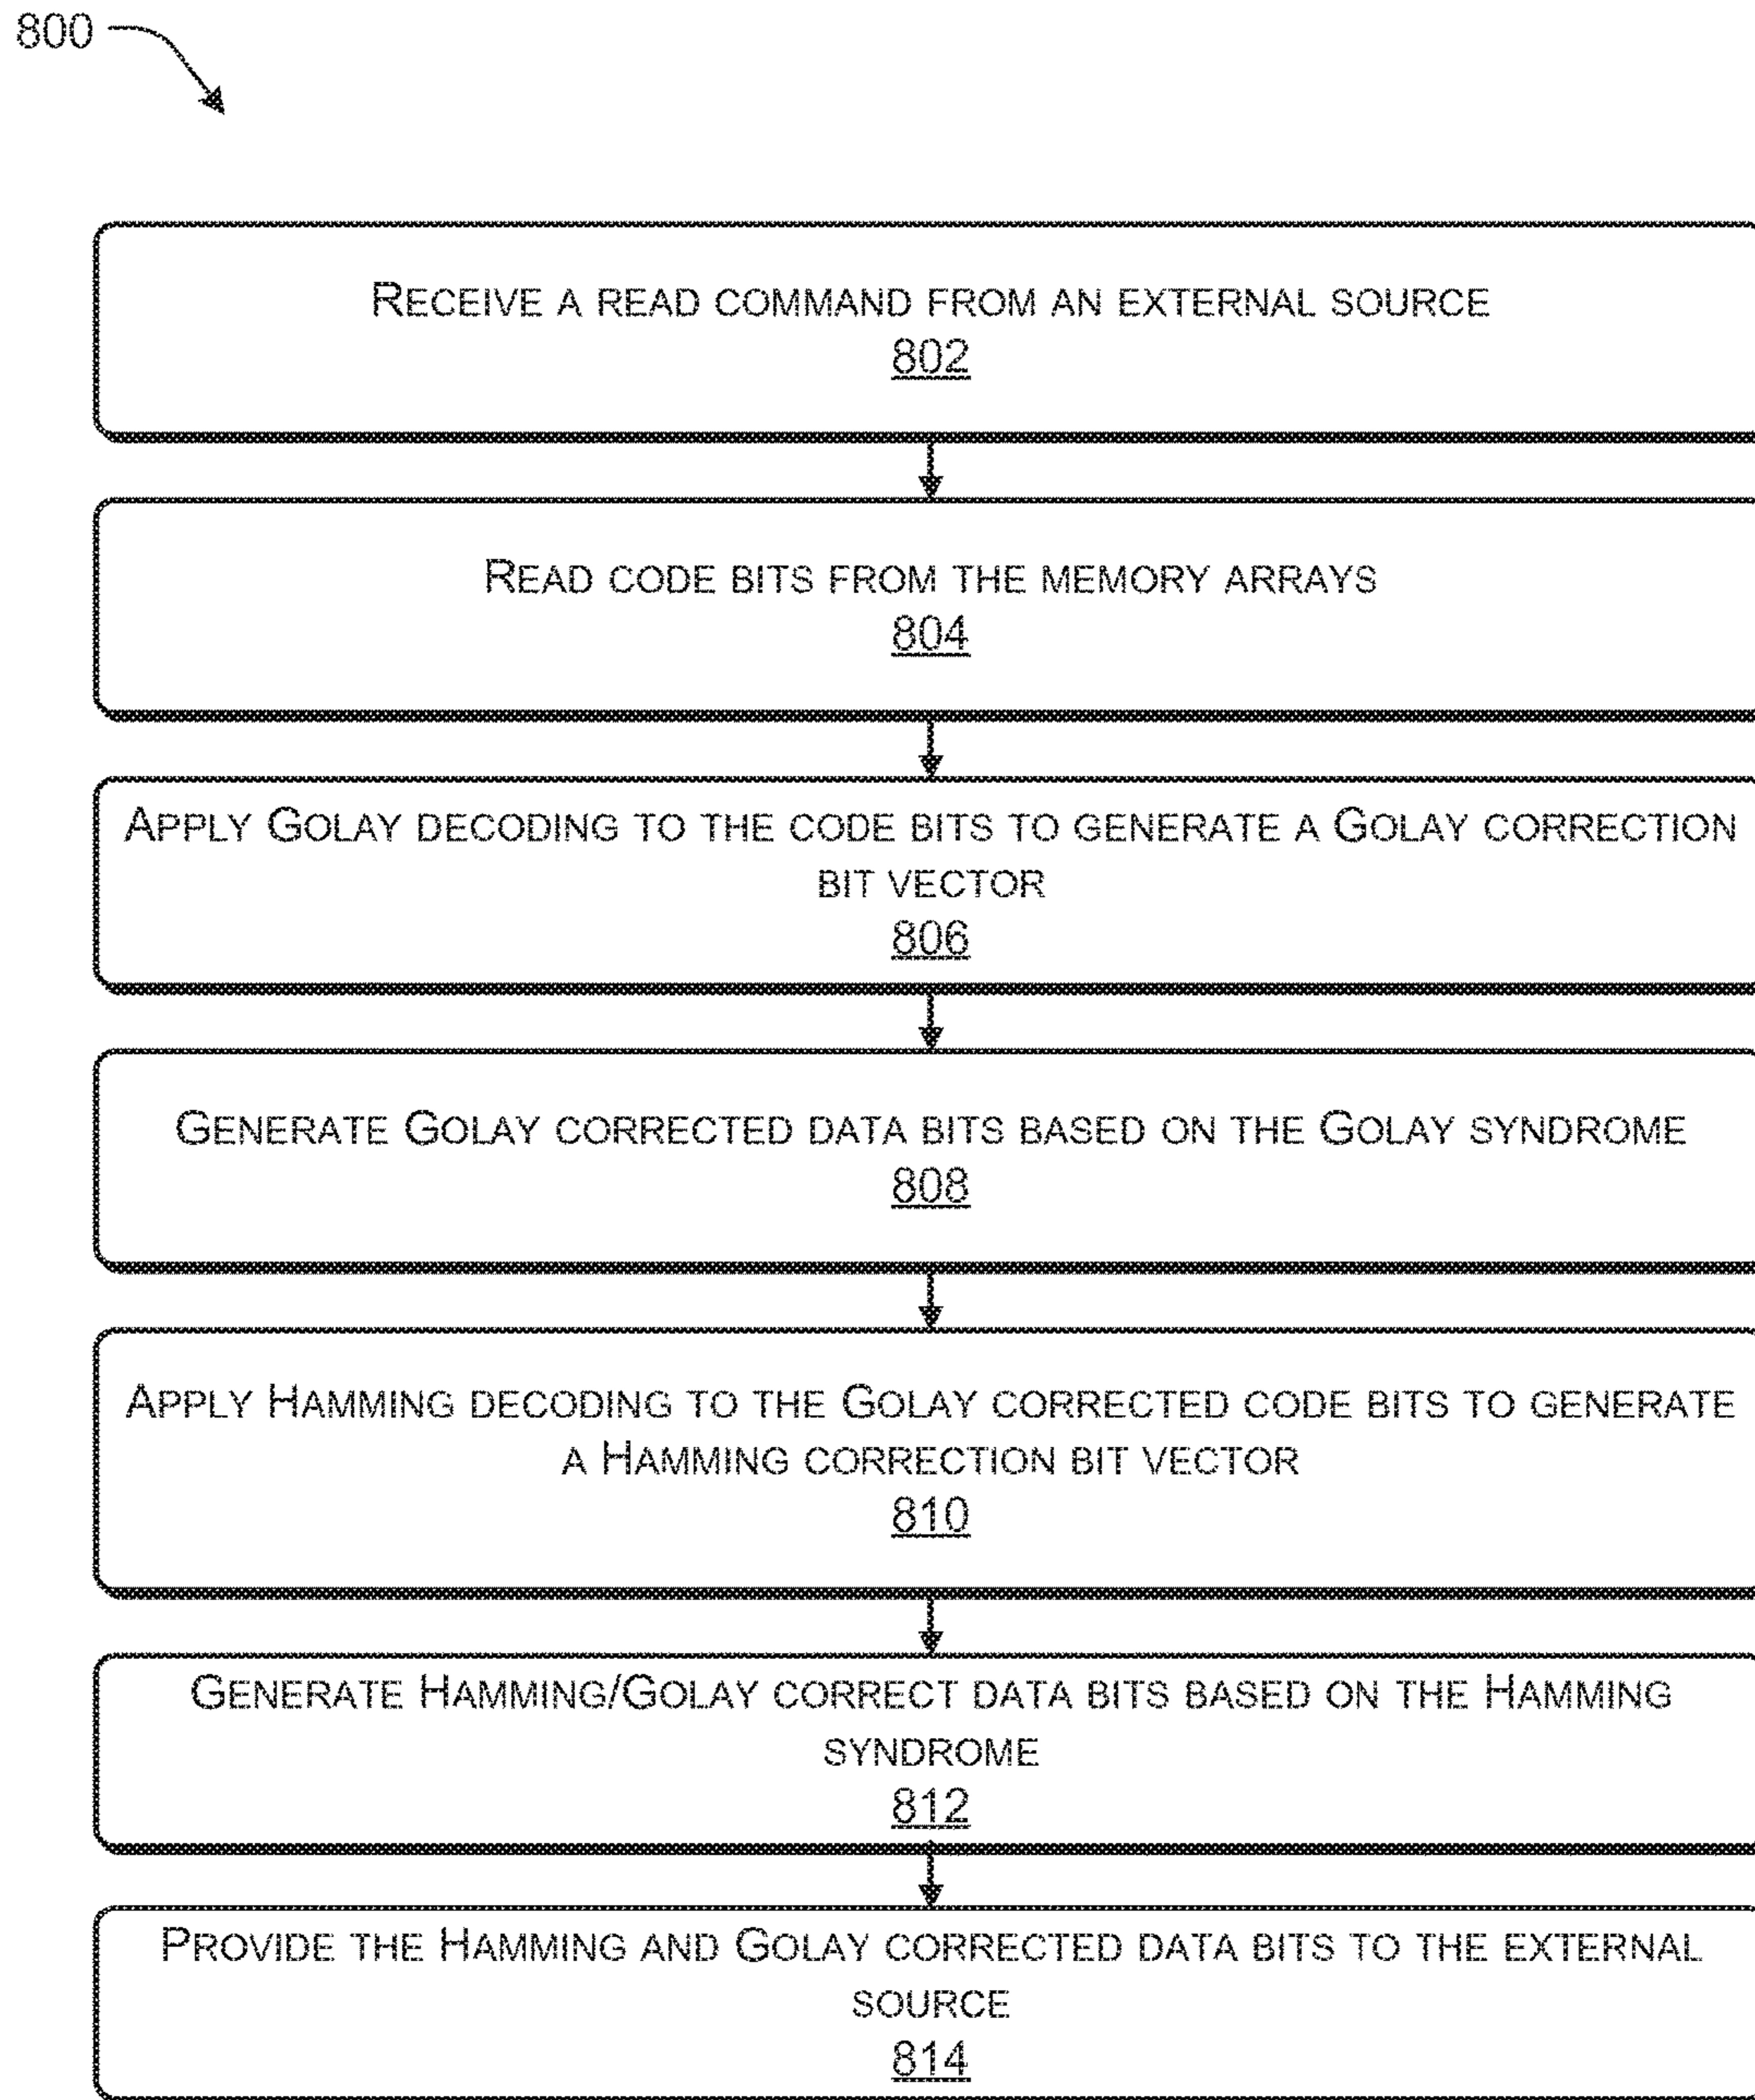 800
RECEIVE A READ COMMAND FROM AN EXTERNAL SOURCE
802
READ CODE BITS FROM THE MEMORY ARRAYS
804
APPLY GOLAY DECODING TO THE CODE BITS TO GENERATE A GOLAY CORRECTION
BIT VECTOR
806
GENERATE GOLAY CORRECTED DATA BITS BASED ON THE GOLAY SYNDROME
808
APPLY HAMMING DECODING TO THE GOLAY CORRECTED CODE BITS TO GENERATE
A HAMMING CORRECTION BIT VECTOR
810
GENERATE HAMMING/GOLAY CORRECT DATA BITS BASED ON THE HAMMING
SYNDROME
812
PROVIDE THE HAMMING AND GOLAY CORRECTED DATA BITS TO THE EXTERNAL
SOURCE
814